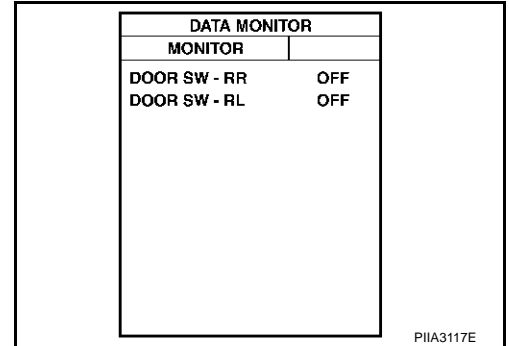 DATA MONITOR
MONITOR
DOOR SW - RR OFF
DOOR SW - RL OFF
PIIA3117E